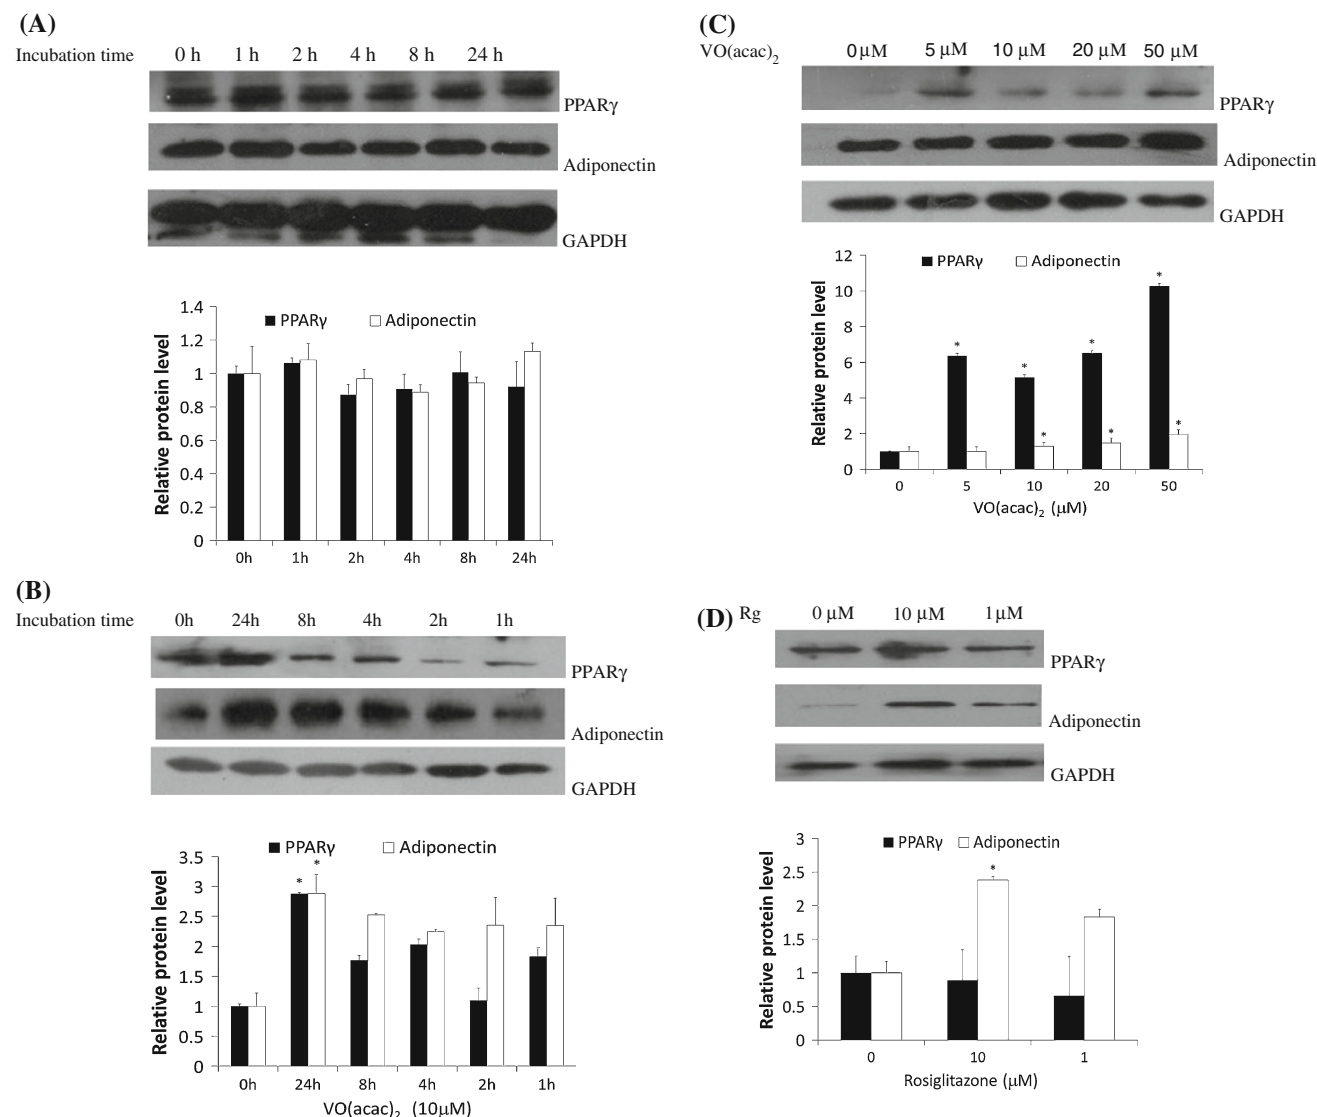 (A)
Incubation time 0 h 1 h 2 h 4 h 8 h 24 h
PPARγ
Adiponectin
GAPDH
PPARγ Adiponectin
Relative protein level
1.4
1.2
1
0.8
0.6
0.4
0.2
0
0h 1h 2h 4h 8h 24h
(B)
Incubation time 0h 24h 8h 4h 2h 1h
PPARγ
Adiponectin
GAPDH
PPARγ Adiponectin
Relative protein level
3.5
3
2.5
2
1.5
1
0.5
0
* *
0h 24h 8h 4h 2h 1h
VO(acac)₂ (10μM)
(C)
VO(acac)₂ 0 μM 5 μM 10 μM 20 μM 50 μM
PPARγ
Adiponectin
GAPDH
PPARγ Adiponectin
Relative protein level
12
10
8
6
4
2
0
* * * * * * *
0 5 10 20 50
VO(acac)₂ (μM)
(D) Rg 0 μM 10 μM 1μM
PPARγ
Adiponectin
GAPDH
PPARγ Adiponectin
Relative protein level
3
2.5
2
1.5
1
0.5
0
*
0 10 1
Rosiglitazone (μM)